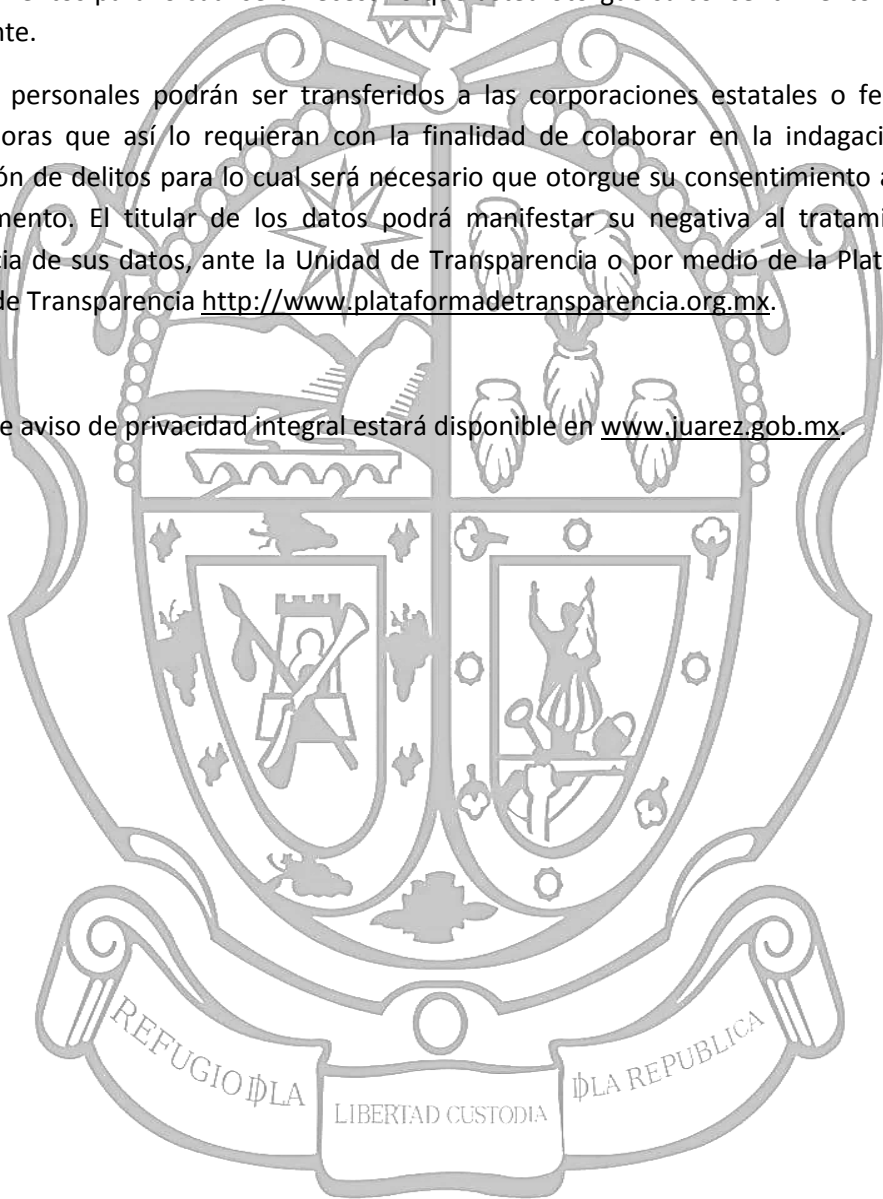 nte.
personales podrán ser transferidos a las corporaciones estatales o fe
oras que así lo requieran con la finalidad de colaborar en la indagaci
ón de delitos para lo cual será necesario que otorgue su consentimiento a
mento. El titular de los datos podrá manifestar su negativa al tratami
cia de sus datos, ante la Unidad de Transparencia o por medio de la Plat
de Transparencia http://www.plataformadetransparencia.org.mx.
e aviso de privacidad integral estará disponible en www.juarez.gob.mx.
REFUGIO DLA
LIBERTAD CUSTODIA
DLA REPUBLICA